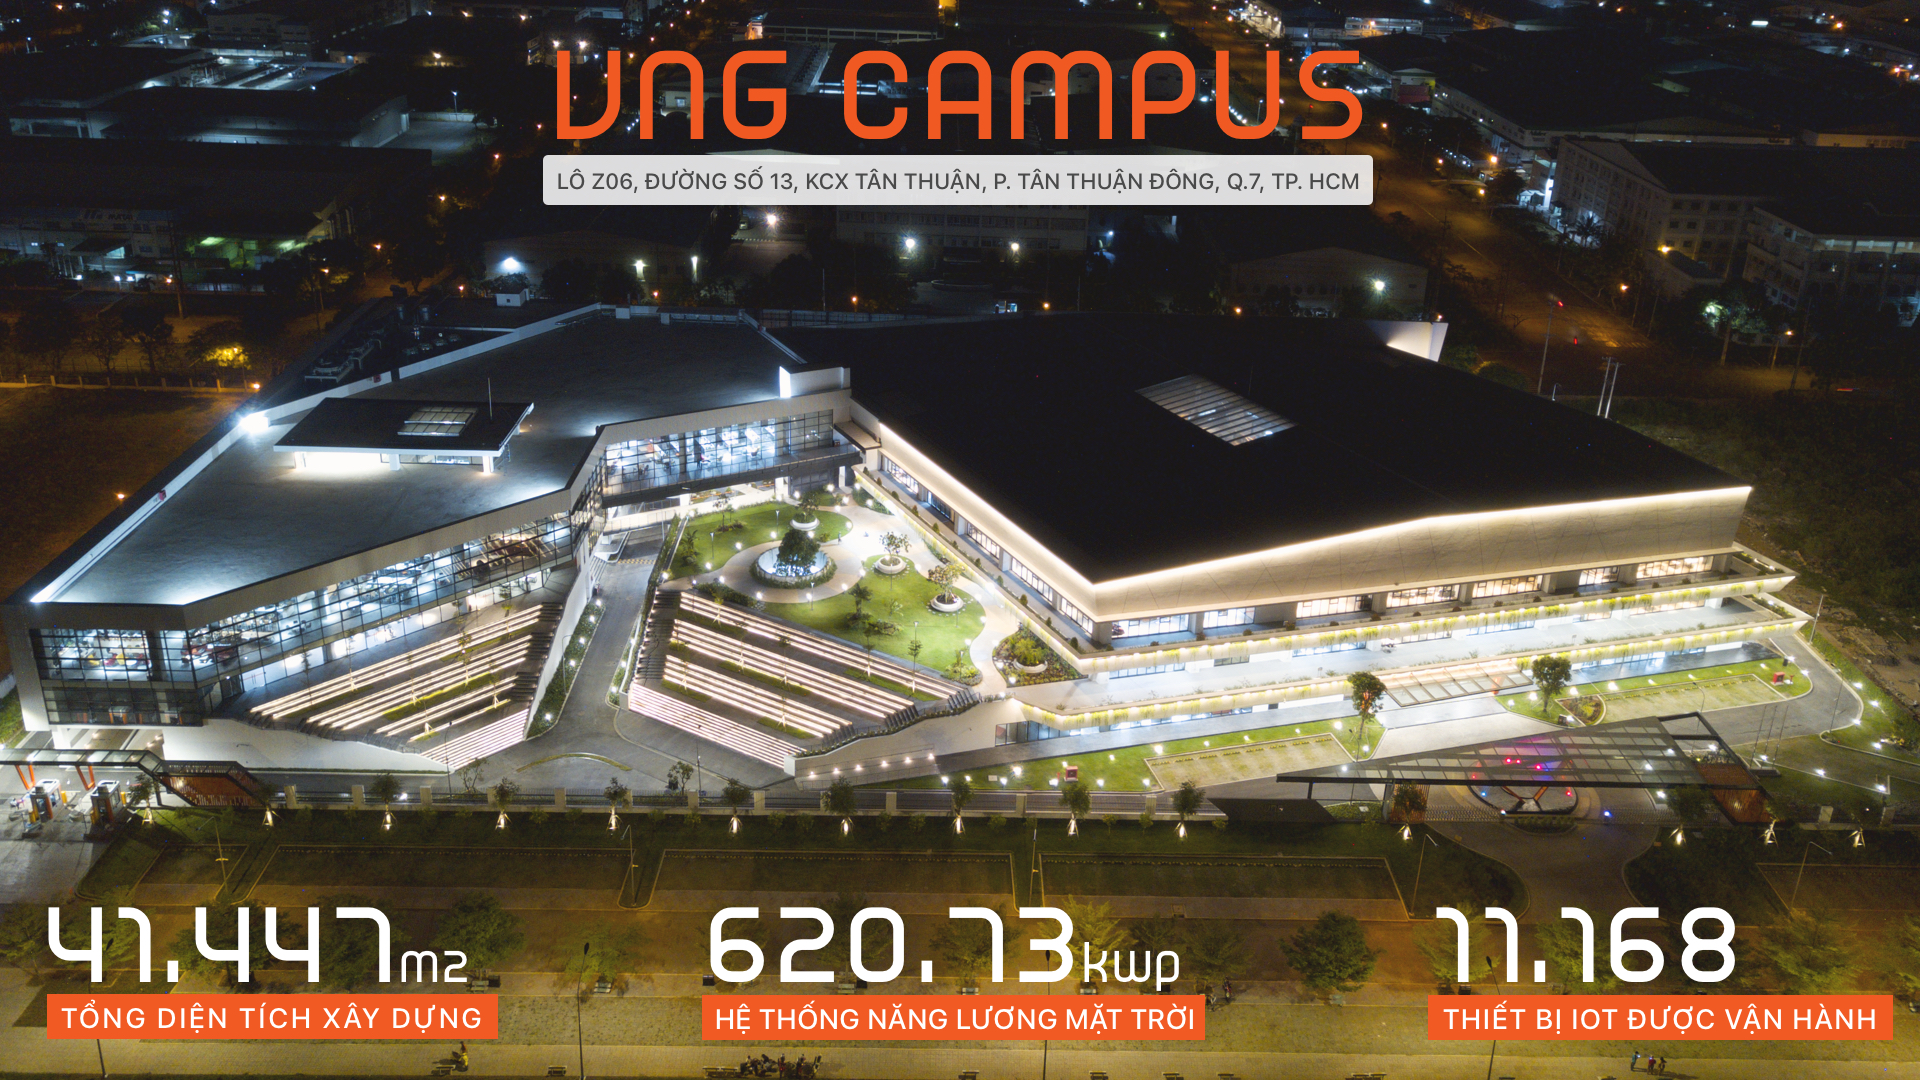 VNG CAMPUS
LÔ Z06, ĐƯỜNG SỐ 13, KCX TÂN THUẬN, P. TÂN THUẬN ĐÔNG, Q.7, TP. HCM
41.447m2
TỔNG DIỆN TÍCH XÂY DỰNG
620.73kwp
HỆ THỐNG NĂNG LƯƠNG MẶT TRỜI
11.168
THIẾT BỊ IOT ĐƯỢC VẬN HÀNH